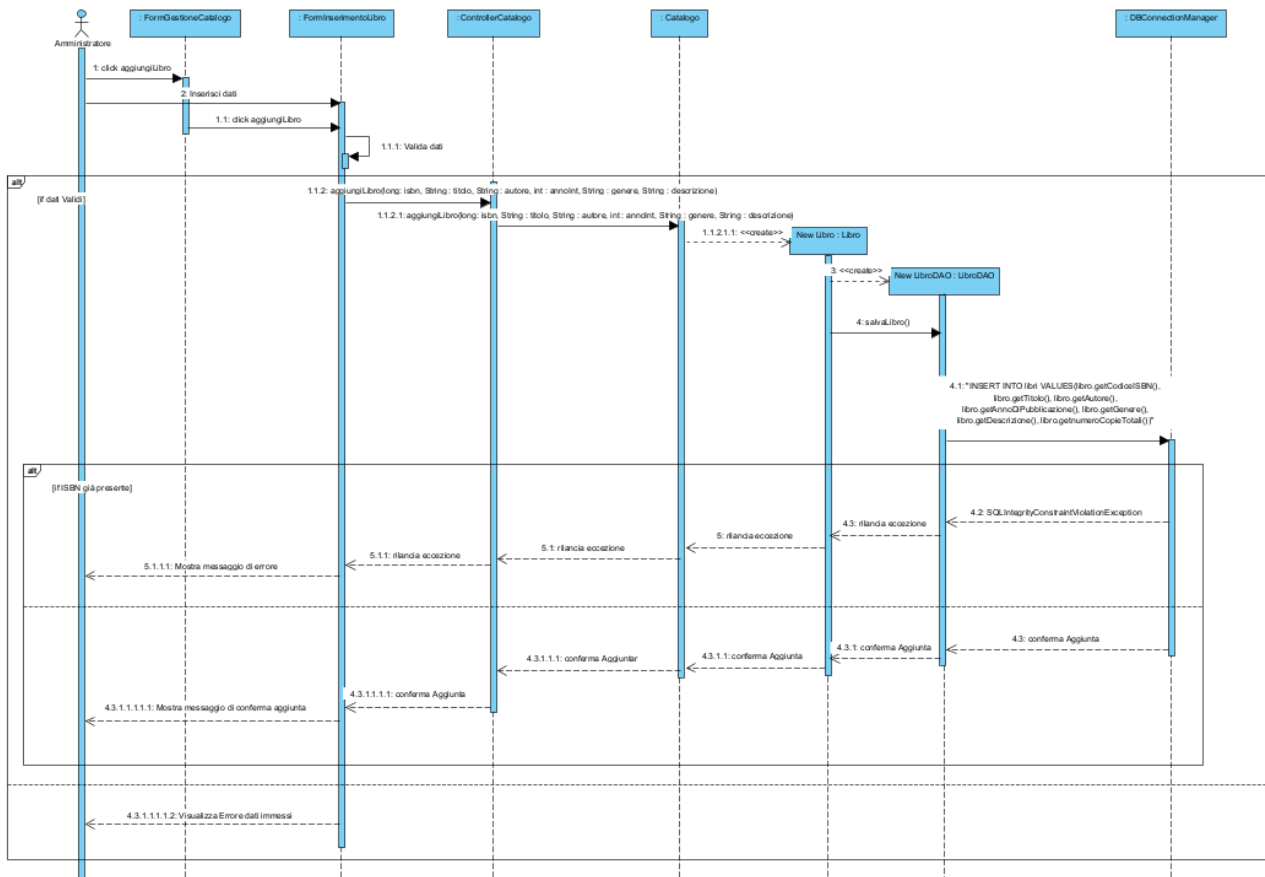 : FormGestioneCatalogo
: FormInserimentoLibro
: ControllerCatalogo
: Catalogo
: DBConnectionManager
Amministratore
1: click aggiungiLibro
2: Inserisci dati
1.1: click aggiungiLibro
1.1.1: Valida dati
alt
[if dati Validi]
1.1.2: aggiungiLibro(long: isbn, String : titolo, String : autore, int : annoInt, String : genere, String : descrizione)
1.1.2.1: aggiungiLibro(long: isbn, String : titolo, String : autore, int : annoInt, String : genere, String : descrizione)
1.1.2.1.1: <<create>>
New Libro : Libro
3: <<create>>
New LibroDAO : LibroDAO
4: salvaLibro()
4.1: "INSERT INTO libri VALUES(libro.getCodiceISBN(),
libro.getTitolo(), libro.getAutore(),
libro.getAnnoDiPubblicazione(), libro.getGenere(),
libro.getDescrizione(), libro.getnumeroCopieTotali())"
alt
[if ISBN già presente]
4.2: SQLIntegrityConstraintViolationException
4.3: rilancia eccezione
5: rilancia eccezione
5.1: rilancia eccezione
5.1.1: rilancia eccezione
5.1.1.1: Mostra messaggio di errore
4.3: conferma Aggiunta
4.3.1: conferma Aggiunta
4.3.1.1: conferma Aggiunta
4.3.1.1.1: conferma Aggiuntar
4.3.1.1.1.1: conferma Aggiunta
4.3.1.1.1.1.1: Mostra messaggio di conferma aggiunta
4.3.1.1.1.1.2: Visualizza Errore dati immessi